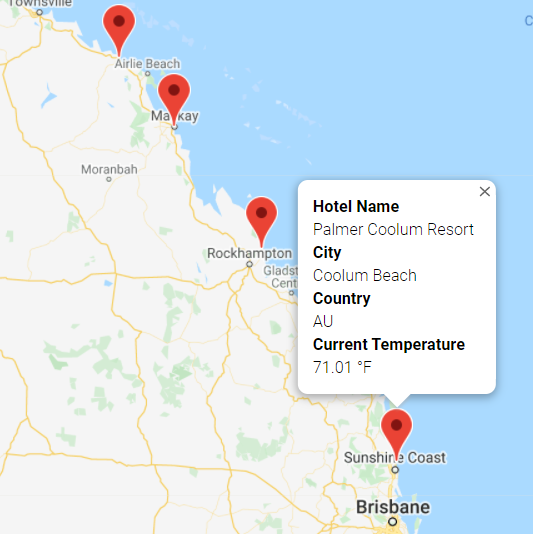 Townsville
Airlie Beach
Mackay
Moranbah
Rockhampton
Gladst
Cent
Hotel Name
Palmer Coolum Resort
City
Coolum Beach
Country
AU
Current Temperature
71.01 °F
Sunshine Coast
Brisbane
C